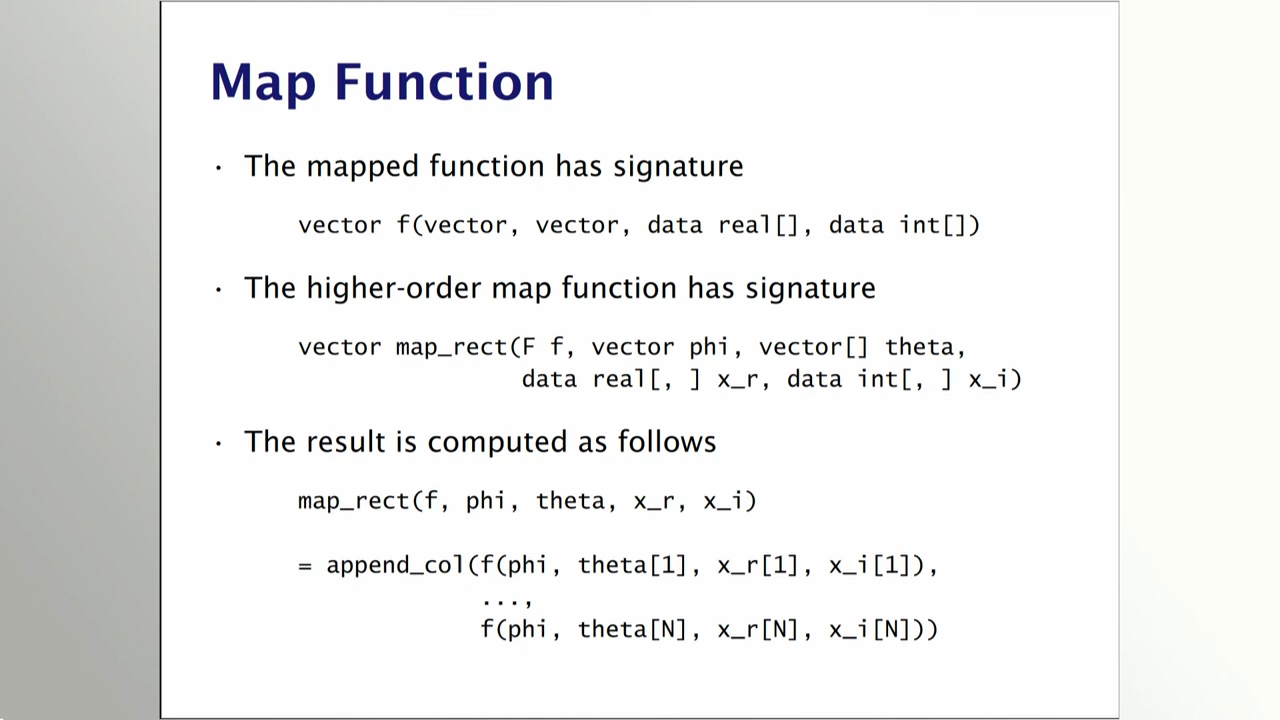 Map Function
· The mapped function has signature
vector f(vector, vector, data real[], data int[])
· The higher-order map function has signature
vector map_rect(F f, vector phi, vector[] theta,
data real[, ] x_r, data int[, ] x_i)
· The result is computed as follows
map_rect(f, phi, theta, x_r, x_i)
= append_col(f(phi, theta[1], x_r[1], x_i[1]),
...,
f(phi, theta[N], x_r[N], x_i[N]))